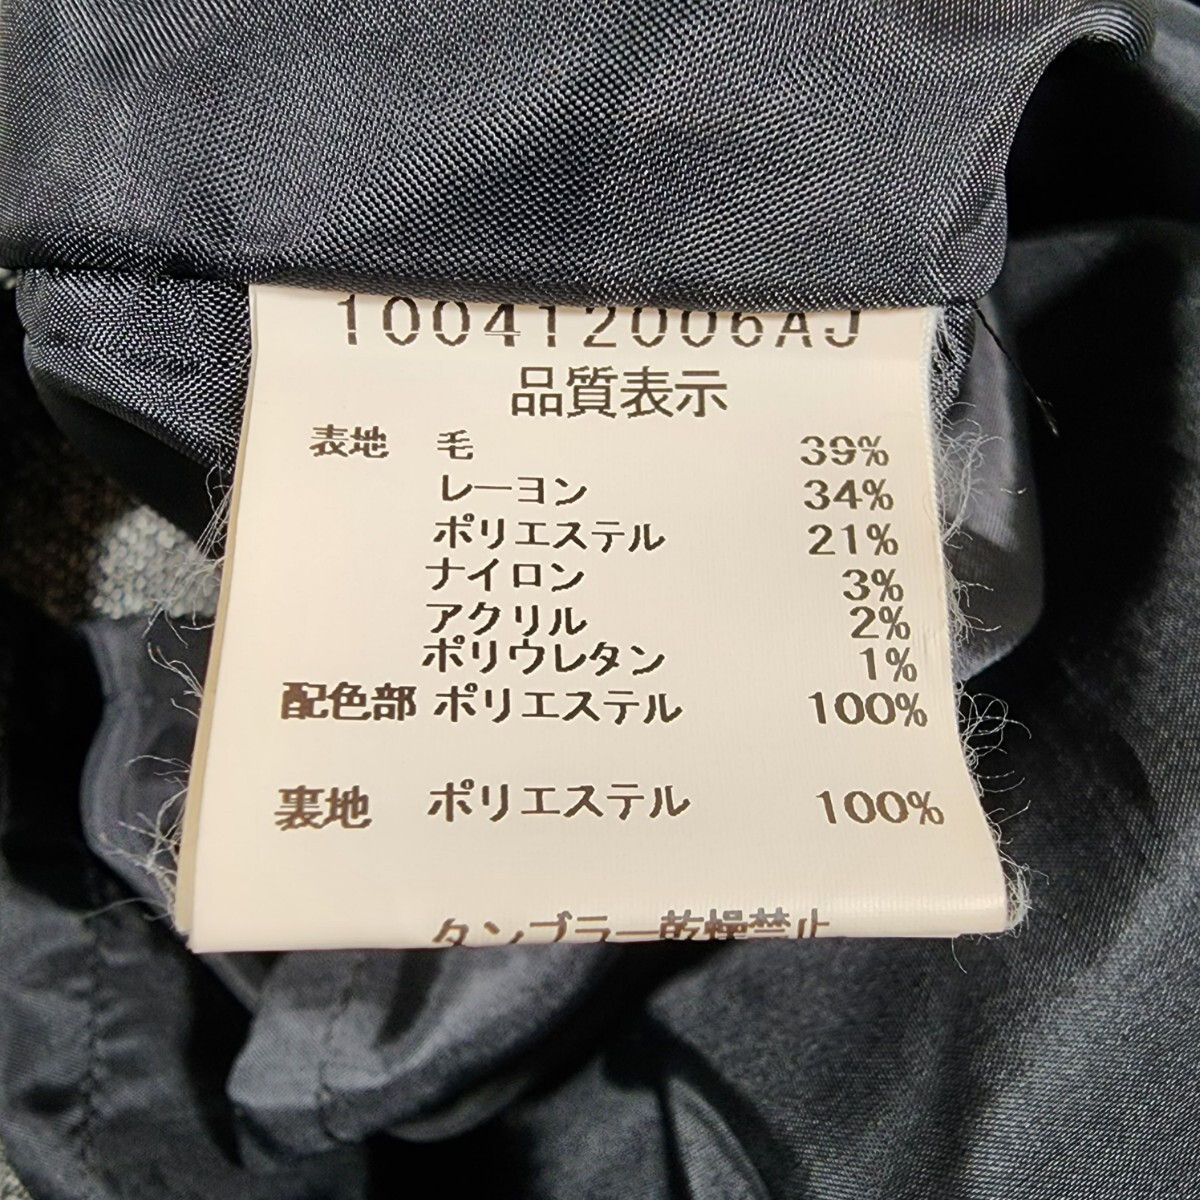 100412006AJ
品質表示
表地 毛 39%
レーヨン 34%
ポリエステル 21%
ナイロン 3%
アクリル 2%
ポリウレタン 1%
配色部 ポリエステル 100%
裏地 ポリエステル 100%
タンブラー乾燥禁止